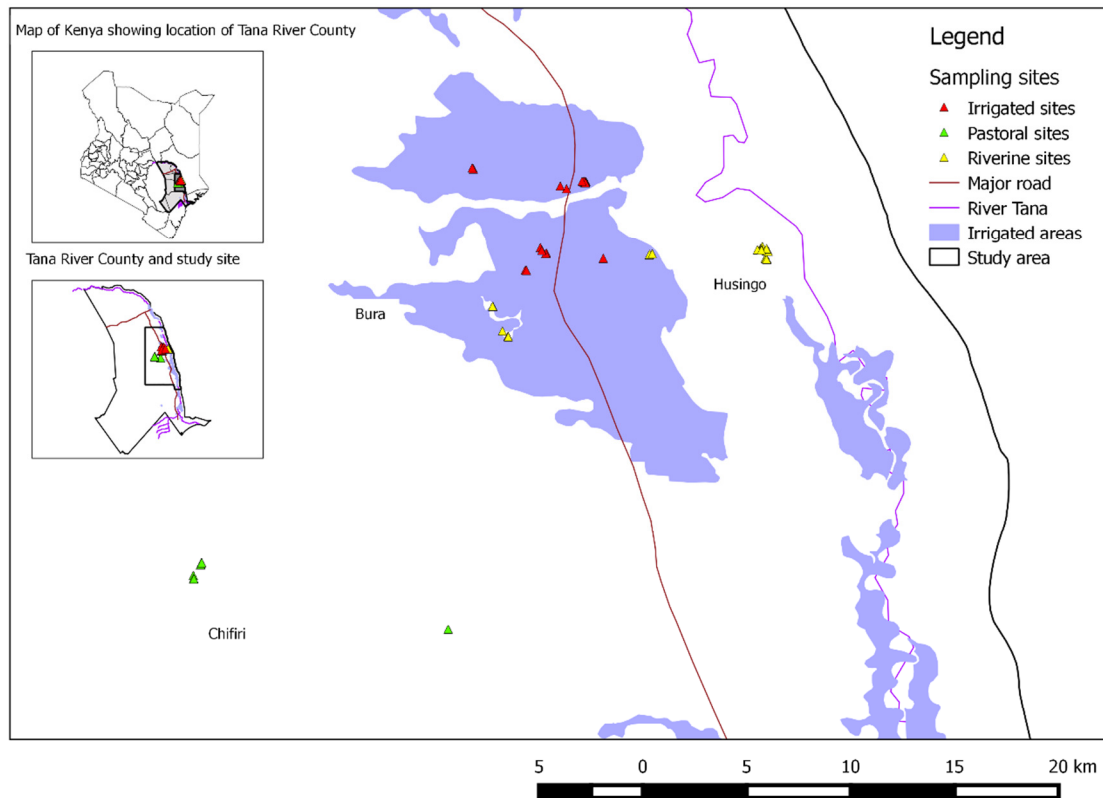 Map of Kenya showing location of Tana River County
Tana River County and study site
Legend
Sampling sites
Irrigated sites
Pastoral sites
Riverine sites
Major road
River Tana
Irrigated areas
Study area
Bura
Husingo
Chifiri
5 0 5 10 15 20 km